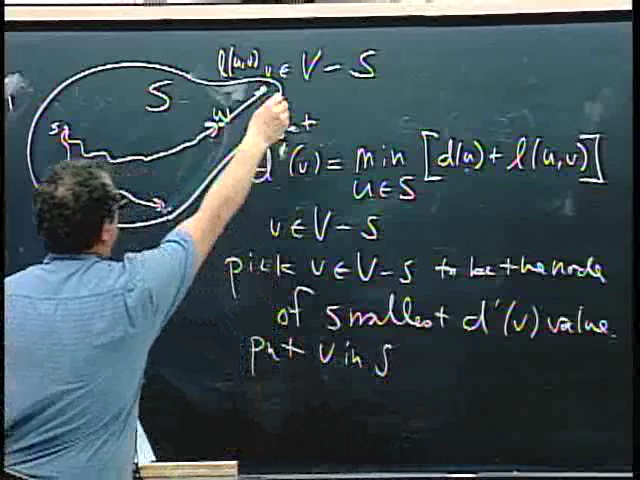 l(u,v) v ∈ V - S
S
s
u
d'(v) = min [d(u) + l(u,v)]
u ∈ S
v ∈ V - S
pick v ∈ V - S to be the node
of smallest d'(v) value.
put v in S